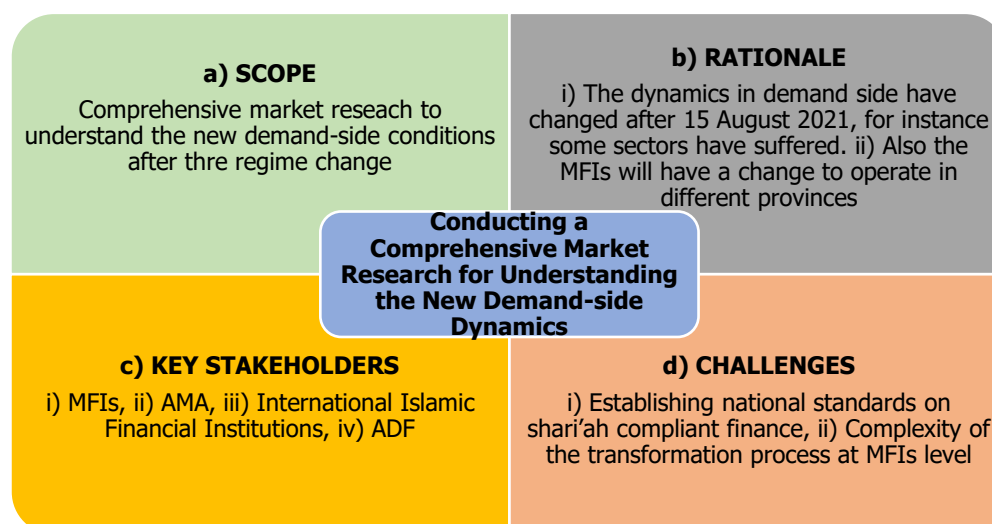 a) SCOPE
Comprehensive market reseach to
understand the new demand-side conditions
after thre regime change
b) RATIONALE
i) The dynamics in demand side have
changed after 15 August 2021, for instance
some sectors have suffered. ii) Also the
MFIs will have a change to operate in
different provinces
Conducting a
Comprehensive Market
Research for Understanding
the New Demand-side
Dynamics
c) KEY STAKEHOLDERS
i) MFIs, ii) AMA, iii) International Islamic
Financial Institutions, iv) ADF
d) CHALLENGES
i) Establishing national standards on
shari’ah compliant finance, ii) Complexity of
the transformation process at MFIs level